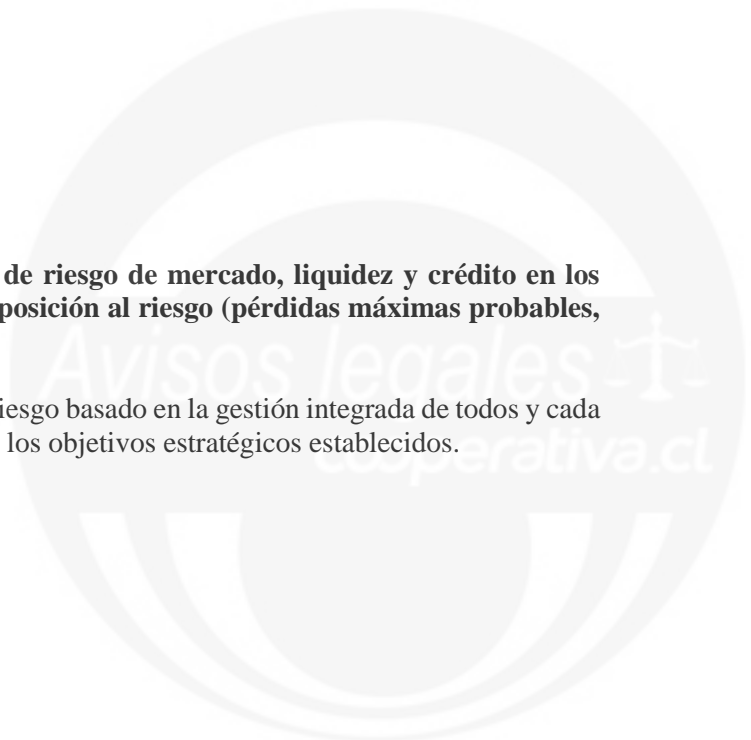 de riesgo de mercado, liquidez y crédito en los
posición al riesgo (pérdidas máximas probables,
Avisos legales
iesgo basado en la gestión integrada de todos y cada
los objetivos estratégicos establecidos.
cooperativa.cl